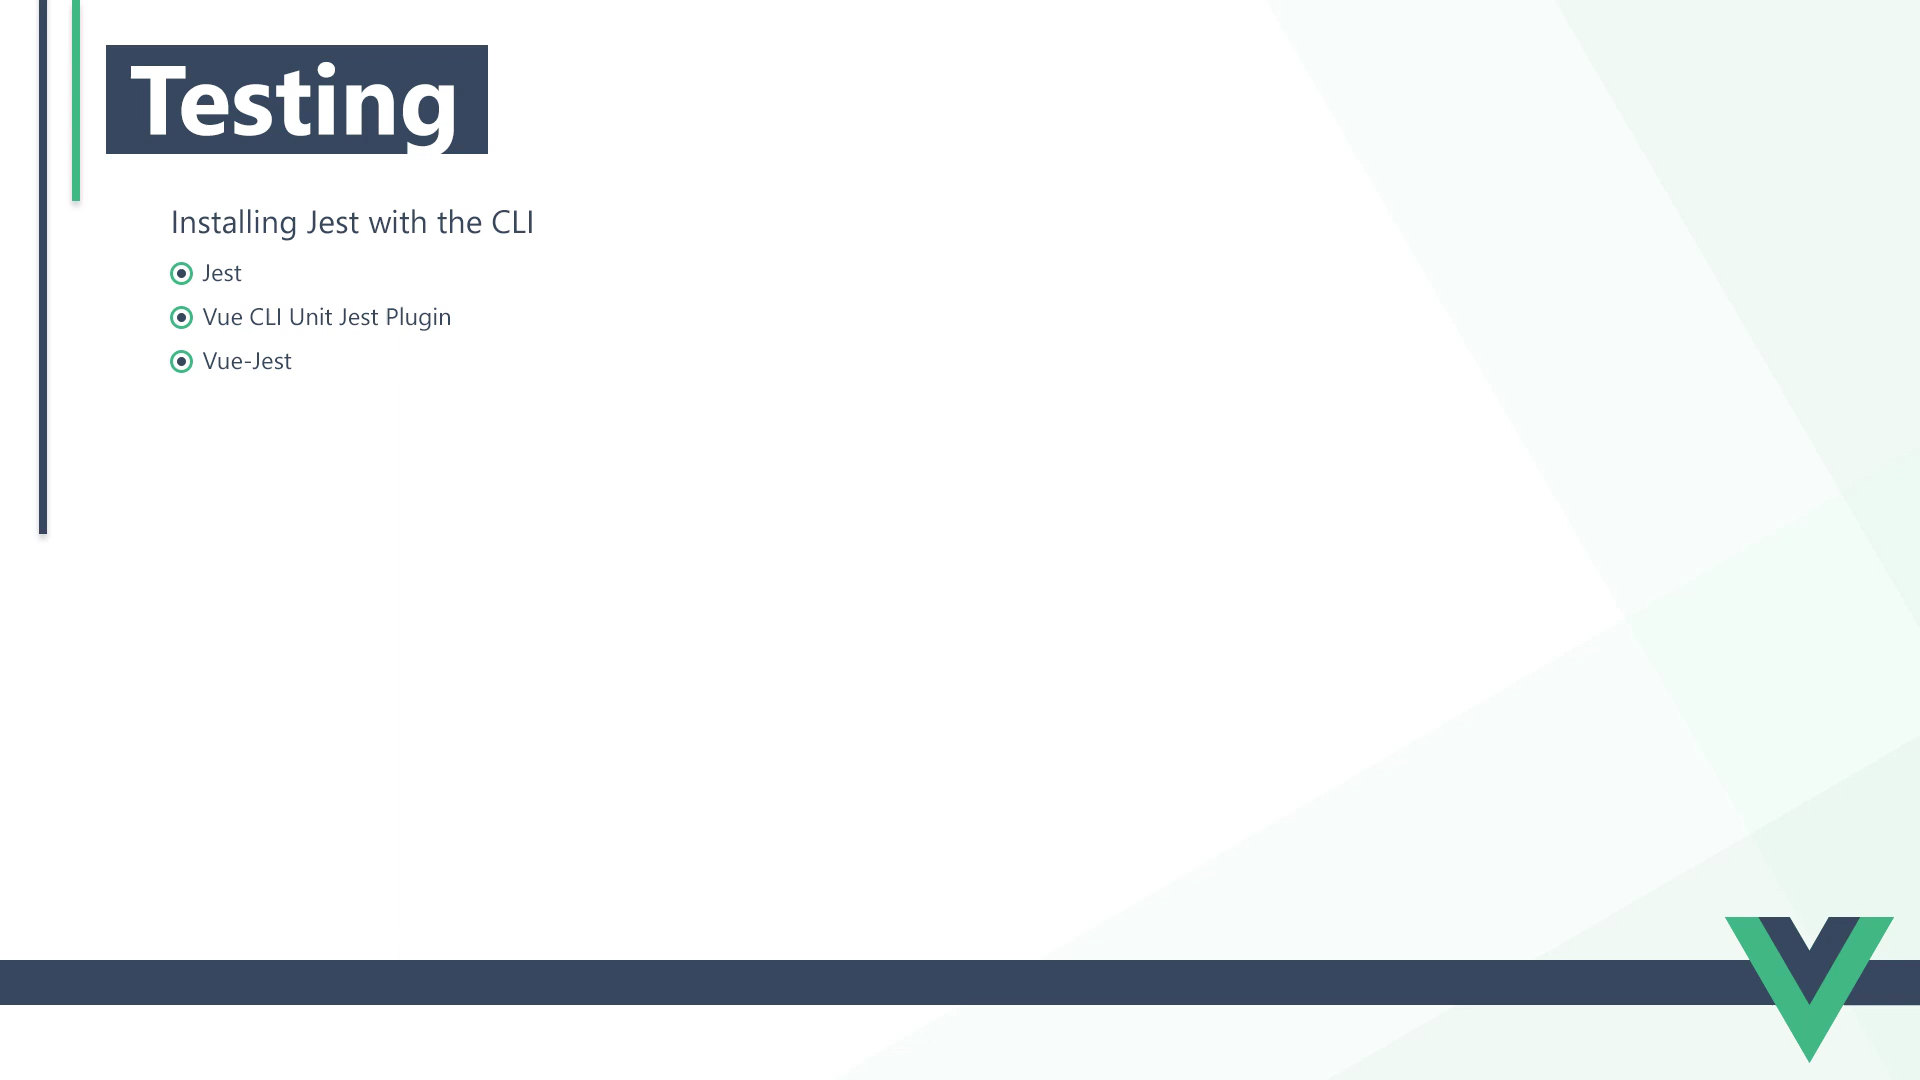 Testing
Installing Jest with the CLI
Jest
Vue CLI Unit Jest Plugin
Vue-Jest